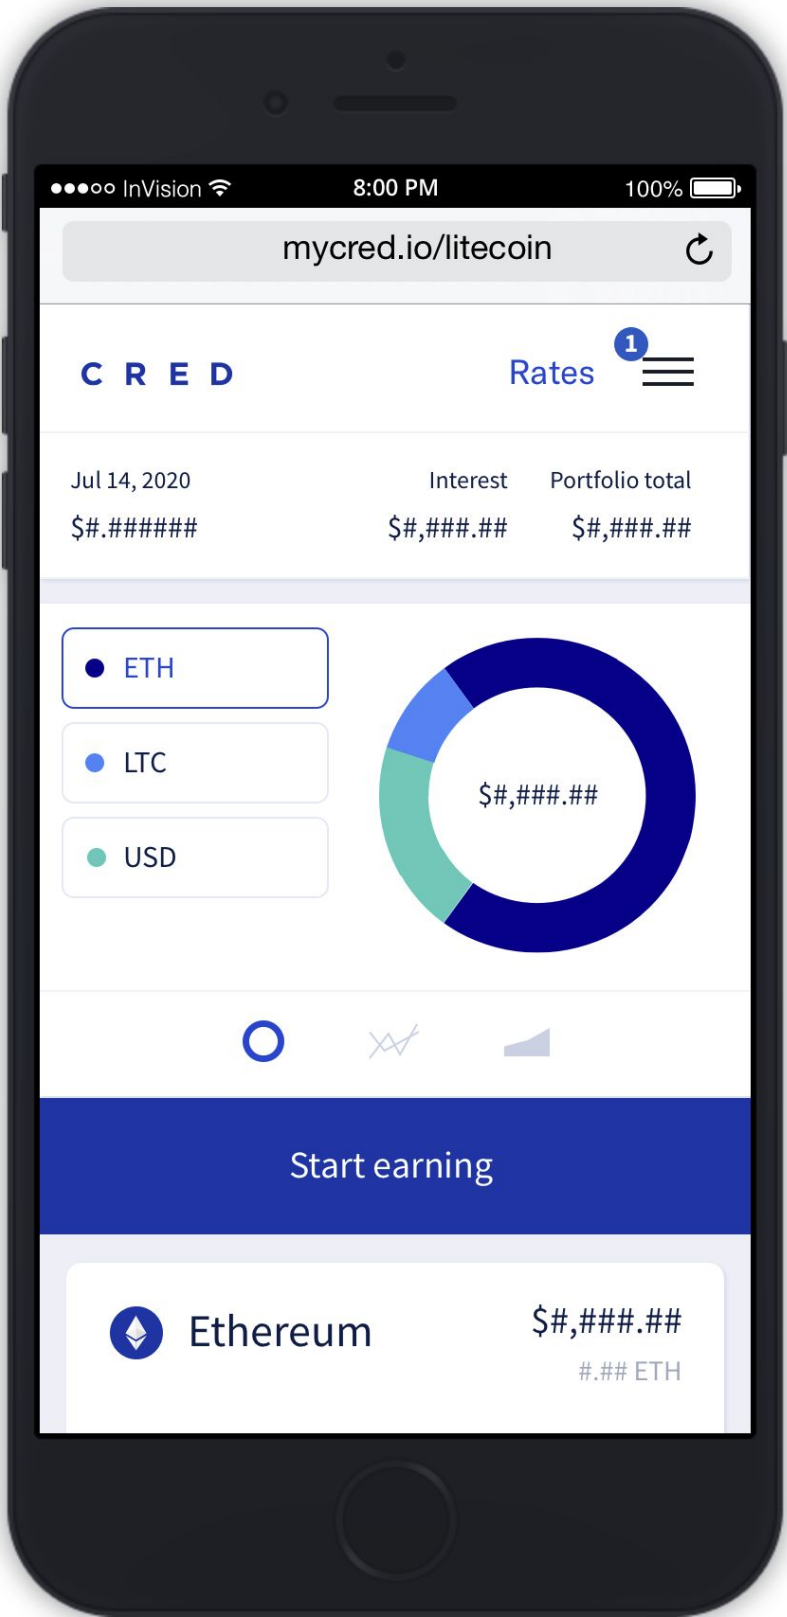 InVision 8:00 PM 100%
mycred.io/litecoin
CRED Rates 1
Jul 14, 2020 Interest Portfolio total
$#.###### $#,###.## $#,###.##
ETH
LTC
$#,###.##
USD
Start earning
Ethereum $#,###.##
#.## ETH